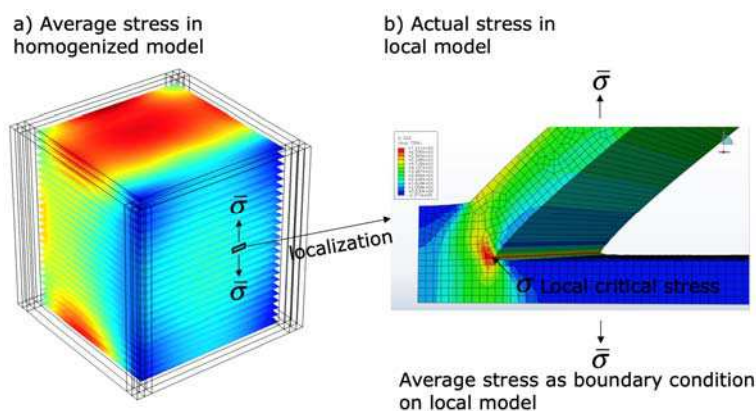 a) Average stress in
homogenized model
b) Actual stress in
local model
σ̄
σ̄
σ̄
localization
σ Local critical stress
σ̄
Average stress as boundary condition
on local model